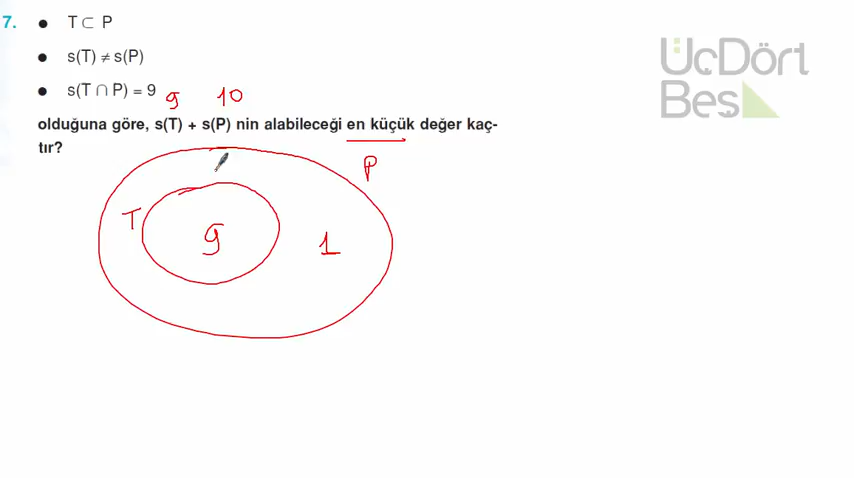 7. ● T ⊂ P
● s(T) ≠ s(P)
● s(T ∩ P) = 9
9 10
olduğuna göre, s(T) + s(P) nin alabileceği en küçük değer kaç-
tır?
P
T
9 1
ÜçDört
Beş